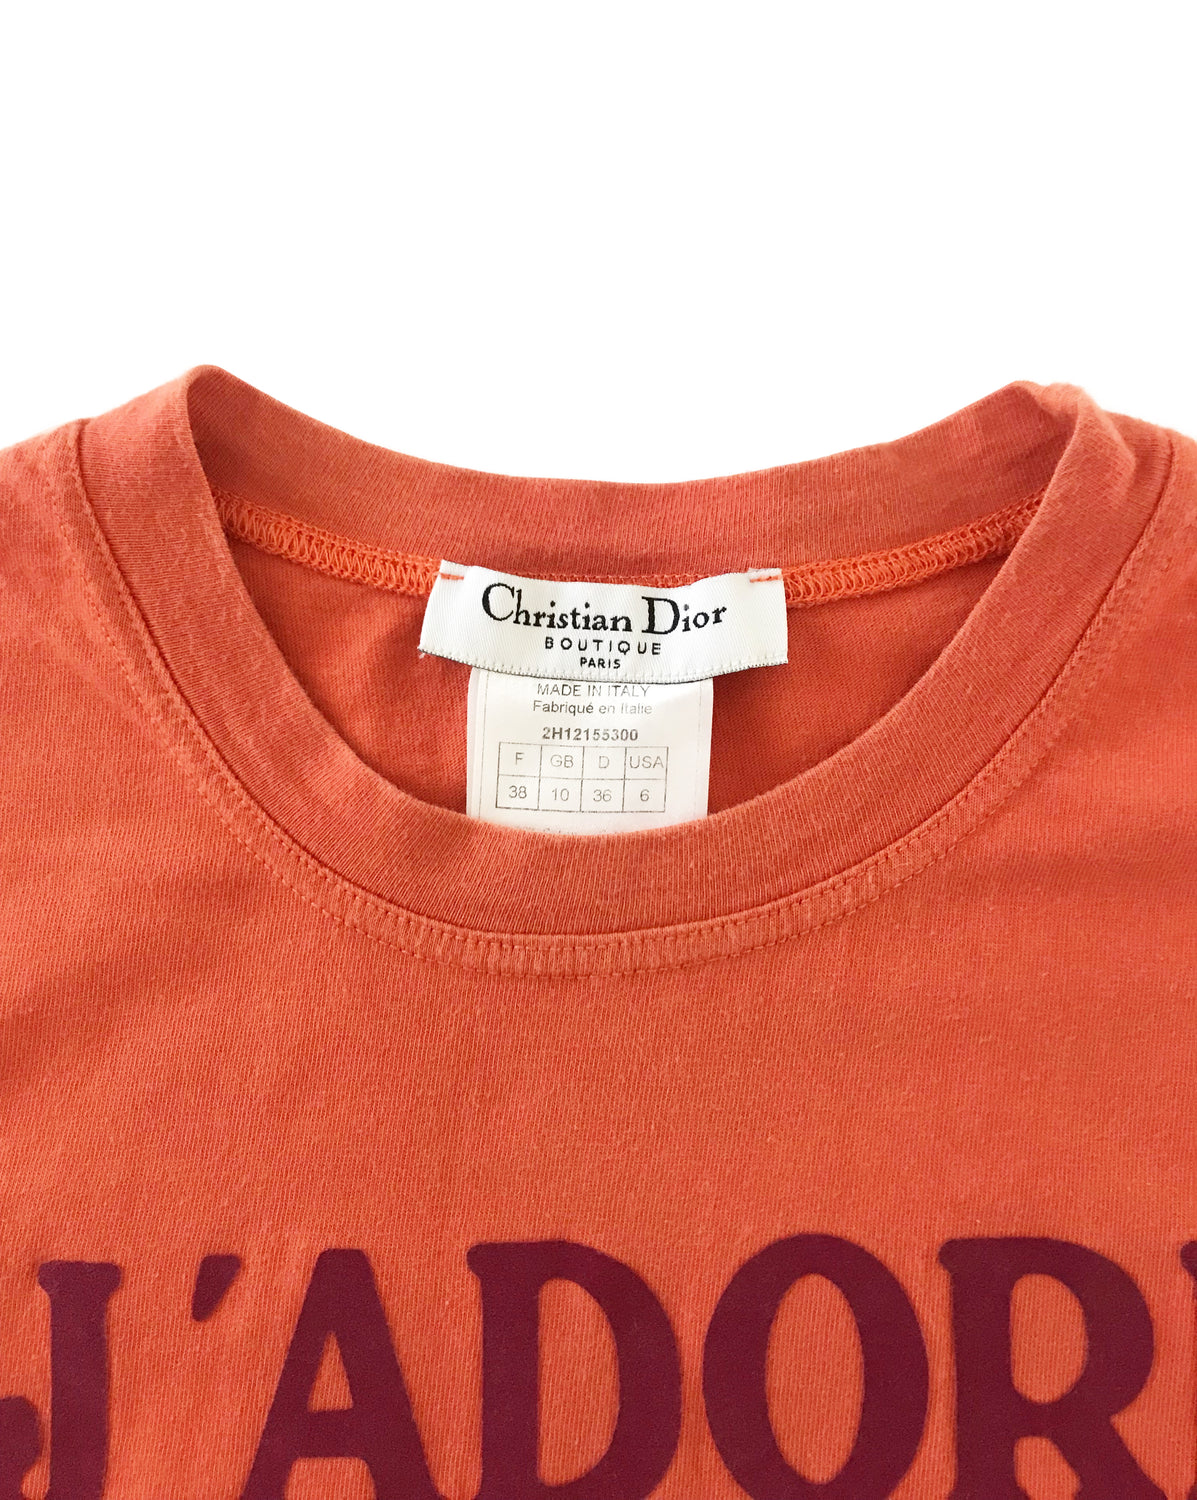 Christian Dior
BOUTIQUE
PARIS
MADE IN ITALY
Fabriqué en Italie
2H12155300
F GB D USA
38 10 36 6
J'ADOR